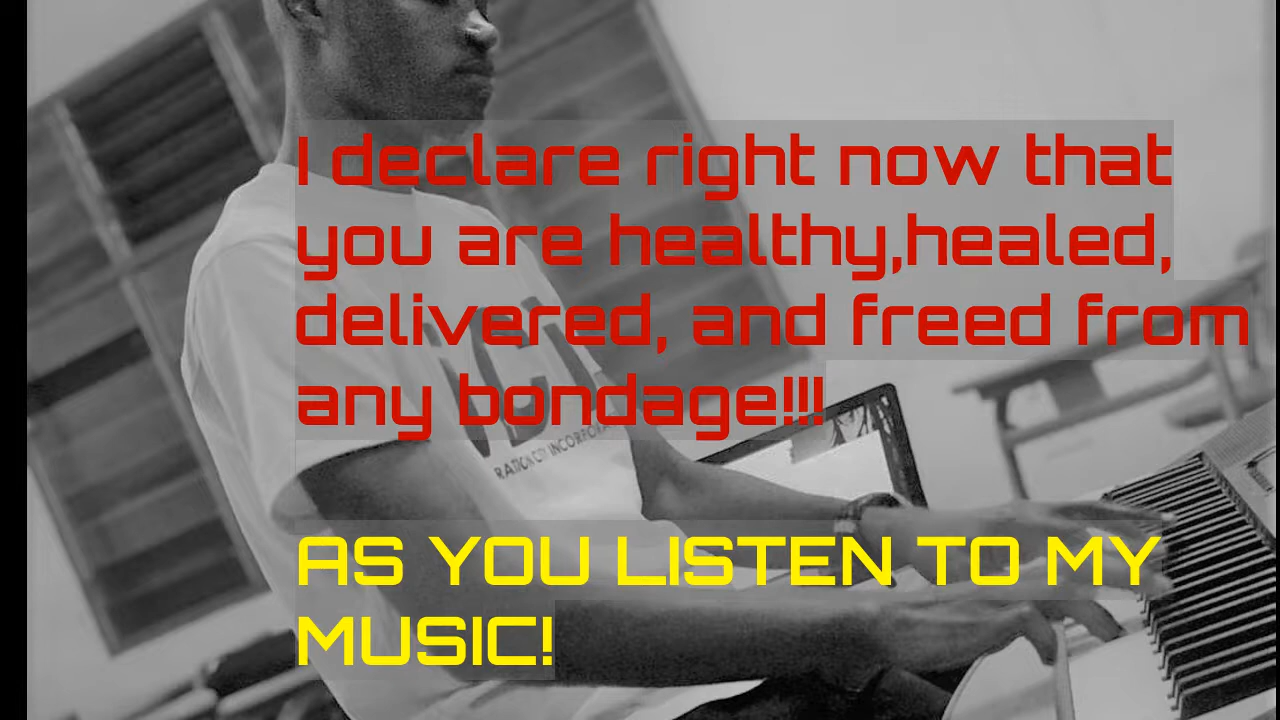 I declare right now that
you are healthy,healed,
delivered, and freed from
any bondage!!!
AS YOU LISTEN TO MY
MUSIC!